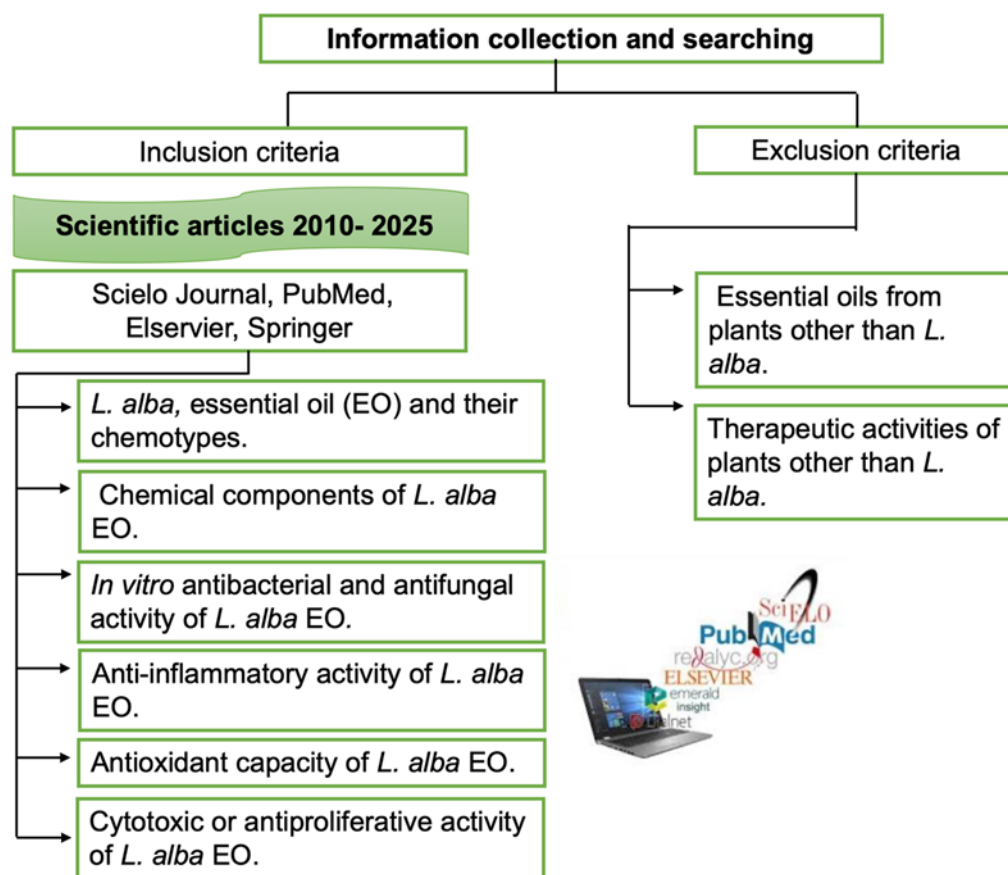 Information collection and searching
Inclusion criteria
Exclusion criteria
Scientific articles 2010- 2025
Scielo Journal, PubMed,
Elservier, Springer
L. alba, essential oil (EO) and their
chemotypes.
Chemical components of L. alba
EO.
In vitro antibacterial and antifungal
activity of L. alba EO.
Anti-inflammatory activity of L. alba
EO.
Antioxidant capacity of L. alba EO.
Cytotoxic or antiproliferative activity
of L. alba EO.
Essential oils from
plants other than L.
alba.
Therapeutic activities of
plants other than L.
alba.
SciELO
PubMed
redalyc.org
ELSEVIER
emerald
insight